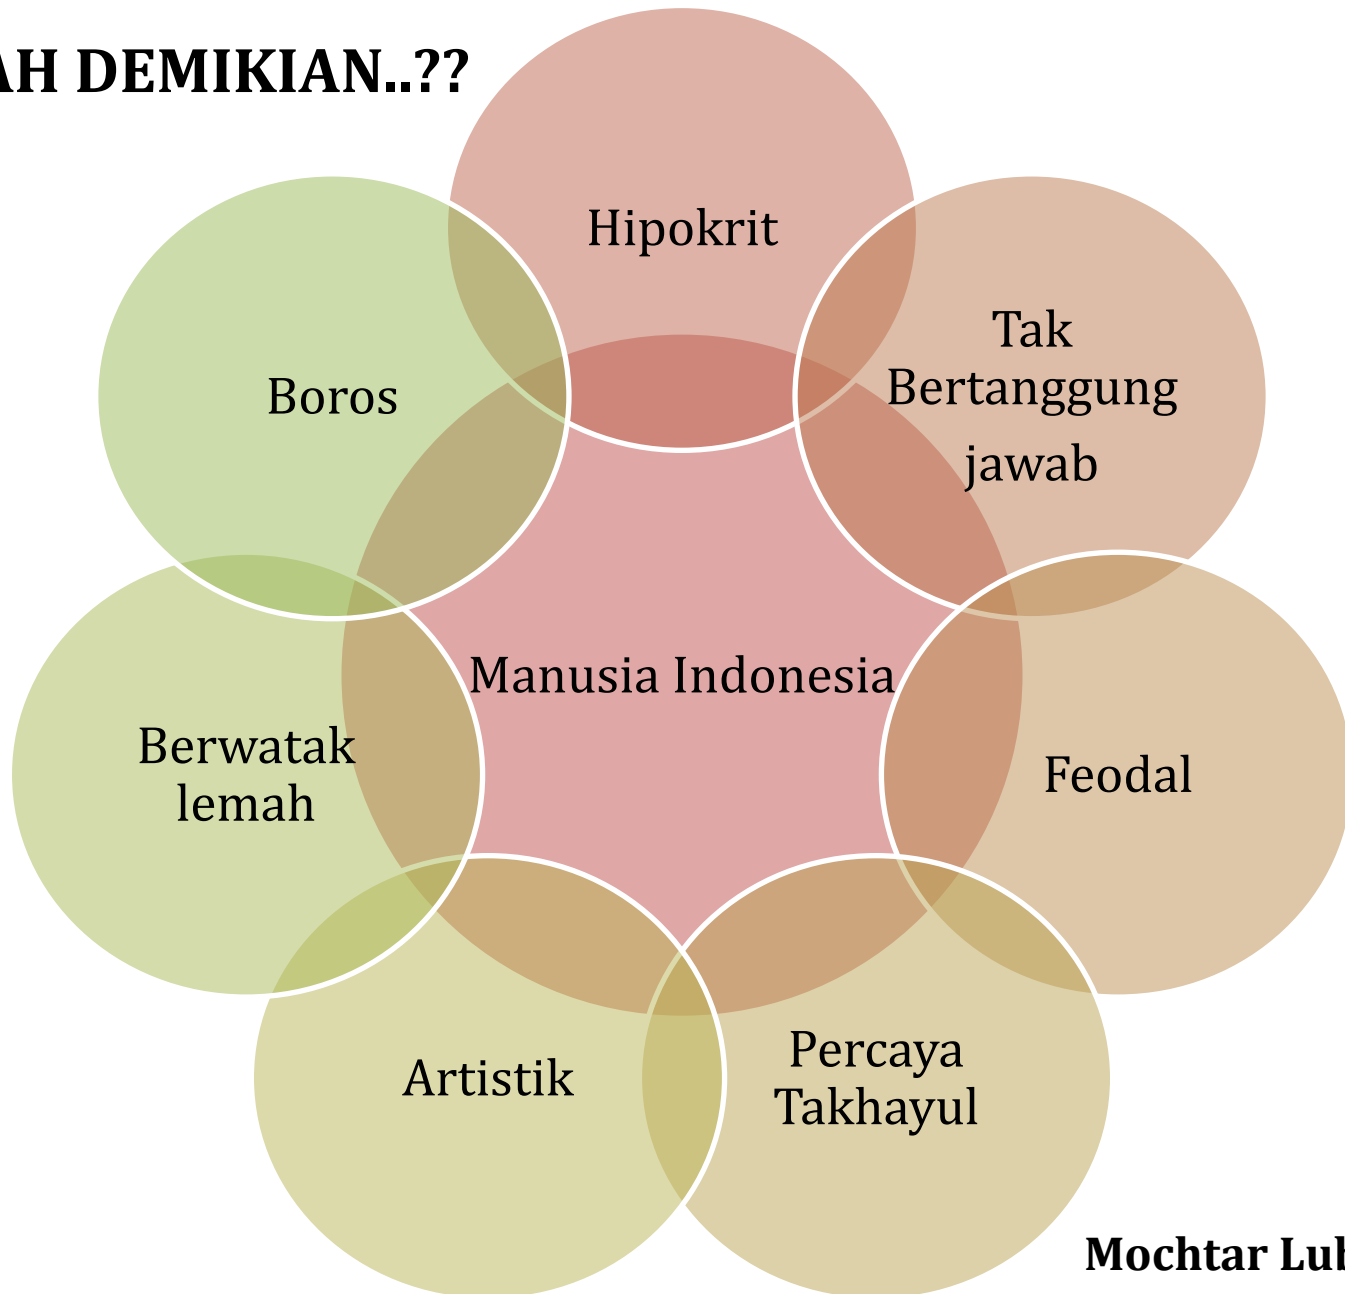 AH DEMIKIAN..??
Hipokrit
Tak
Bertanggung
jawab
Feodal
Percaya
Takhayul
Artistik
Berwatak
lemah
Boros
Manusia Indonesia
Mochtar Lub